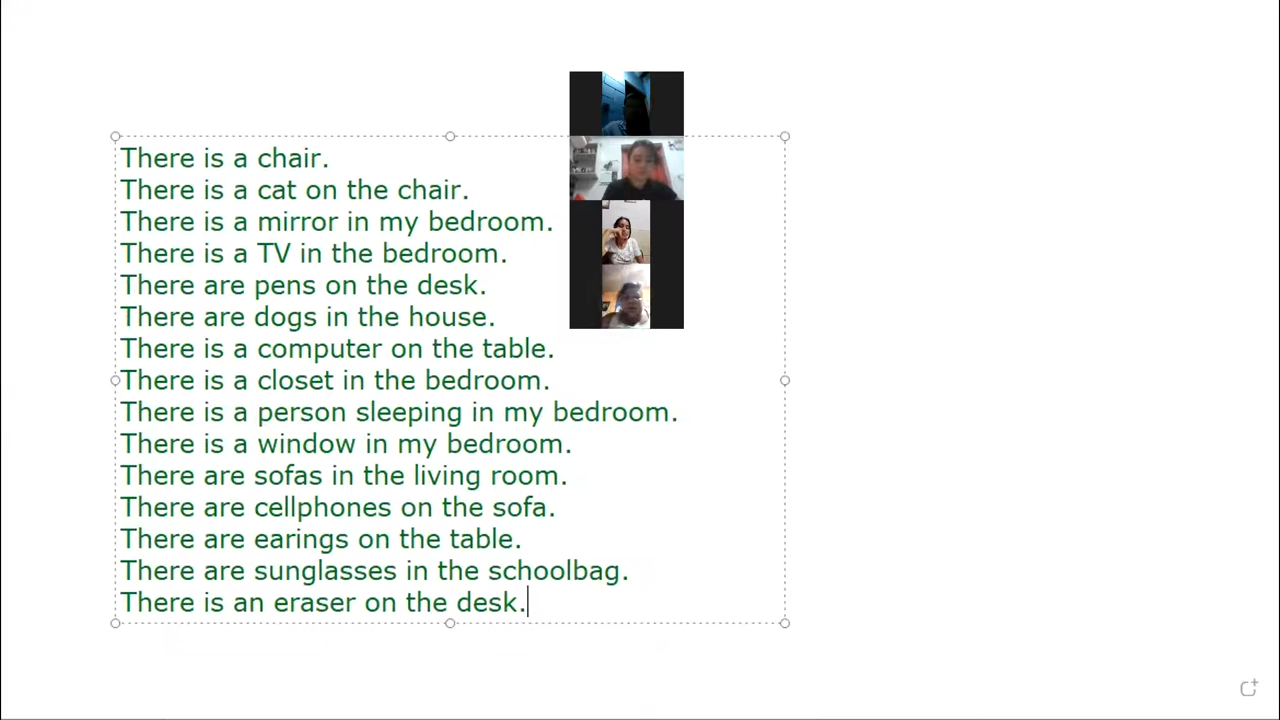 There is a chair.
There is a cat on the chair.
There is a mirror in my bedroom.
There is a TV in the bedroom.
There are pens on the desk.
There are dogs in the house.
There is a computer on the table.
There is a closet in the bedroom.
There is a person sleeping in my bedroom.
There is a window in my bedroom.
There are sofas in the living room.
There are cellphones on the sofa.
There are earings on the table.
There are sunglasses in the schoolbag.
There is an eraser on the desk.